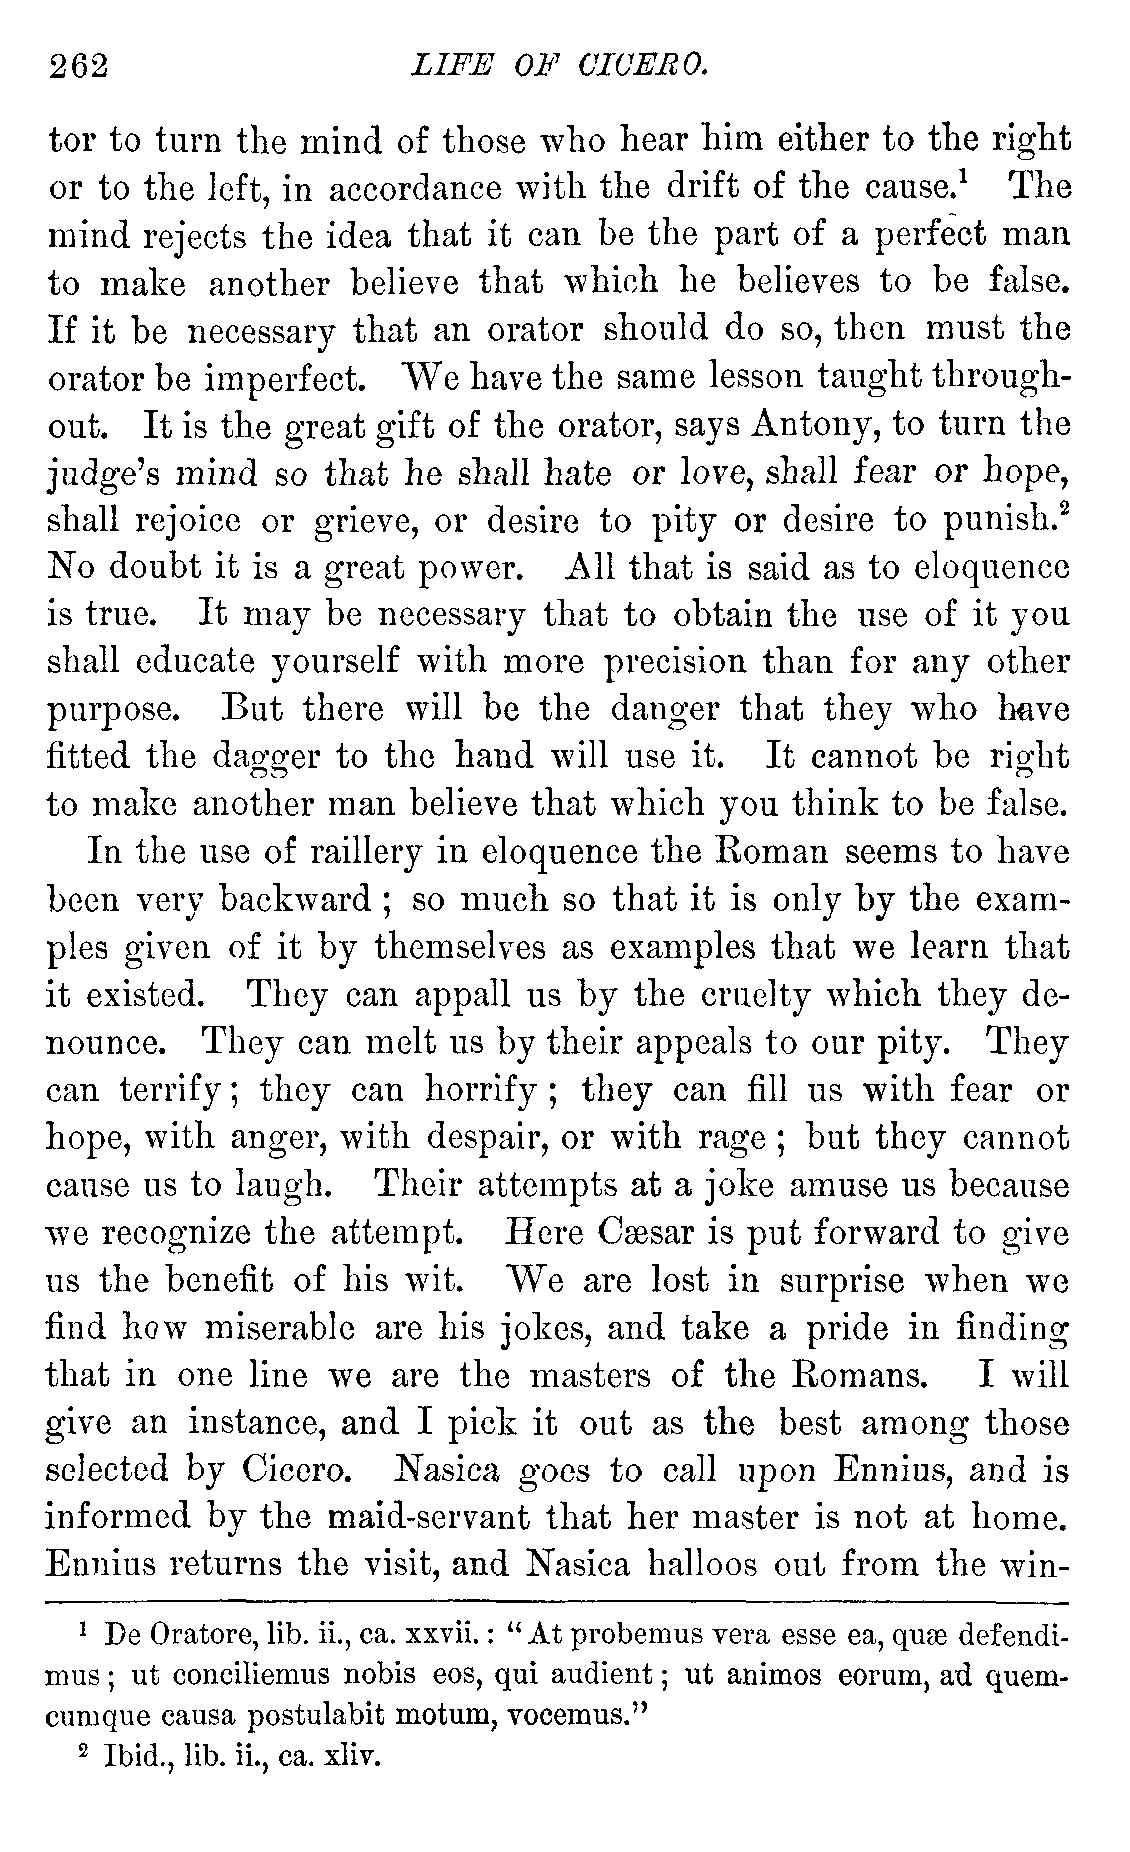 262 LIFE OF CICERO.
tor to turn the mind of those who hear him either to the right
or to the left, in accordance with the drift of the cause.¹ The
mind rejects the idea that it can be the part of a perfect man
to make another believe that which he believes to be false.
If it be necessary that an orator should do so, then must the
orator be imperfect. We have the same lesson taught through-
out. It is the great gift of the orator, says Antony, to turn the
judge's mind so that he shall hate or love, shall fear or hope,
shall rejoice or grieve, or desire to pity or desire to punish.²
No doubt it is a great power. All that is said as to eloquence
is true. It may be necessary that to obtain the use of it you
shall educate yourself with more precision than for any other
purpose. But there will be the danger that they who have
fitted the dagger to the hand will use it. It cannot be right
to make another man believe that which you think to be false.
In the use of raillery in eloquence the Roman seems to have
been very backward ; so much so that it is only by the exam-
ples given of it by themselves as examples that we learn that
it existed. They can appall us by the cruelty which they de-
nounce. They can melt us by their appeals to our pity. They
can terrify ; they can horrify ; they can fill us with fear or
hope, with anger, with despair, or with rage ; but they cannot
cause us to laugh. Their attempts at a joke amuse us because
we recognize the attempt. Here Cæsar is put forward to give
us the benefit of his wit. We are lost in surprise when we
find how miserable are his jokes, and take a pride in finding
that in one line we are the masters of the Romans. I will
give an instance, and I pick it out as the best among those
selected by Cicero. Nasica goes to call upon Ennius, and is
informed by the maid-servant that her master is not at home.
Ennius returns the visit, and Nasica halloos out from the win-
¹ De Oratore, lib. ii., ca. xxvii. : "At probemus vera esse ea, quæ defendi-
mus ; ut conciliemus nobis eos, qui audient ; ut animos eorum, ad quem-
cumque causa postulabit motum, vocemus."
² Ibid., lib. ii., ca. xliv.